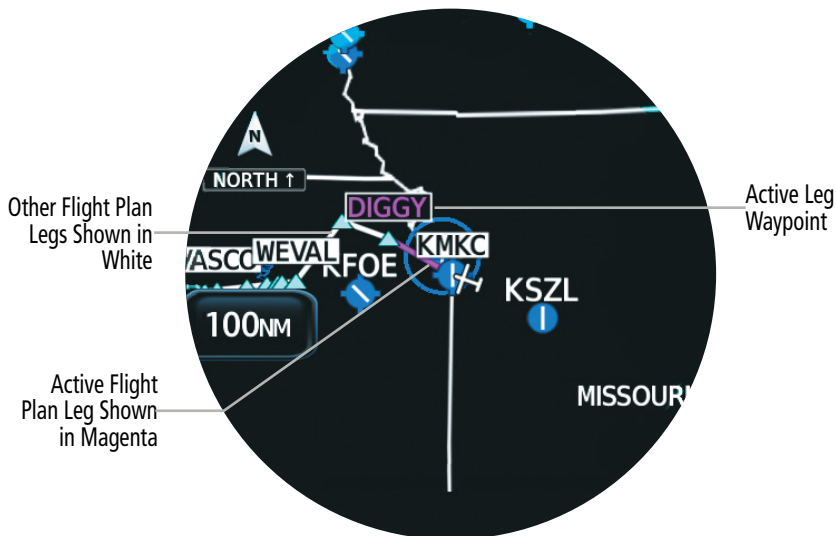 N
NORTH ↑
DIGGY
Active Leg
Waypoint
Other Flight Plan
Legs Shown in
White
WEVAL
KMKC
KFOE
KSZL
100NM
Active Flight
Plan Leg Shown
in Magenta